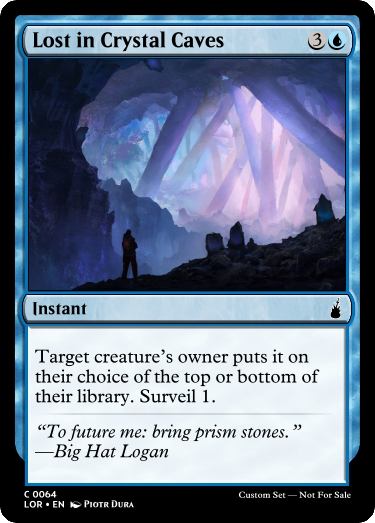 Lost in Crystal Caves 3
Instant
Target creature's owner puts it on
their choice of the top or bottom of
their library. Surveil 1.
"To future me: bring prism stones."
—Big Hat Logan
C 0064
LOR • EN Piotr Dura
Custom Set — Not For Sale